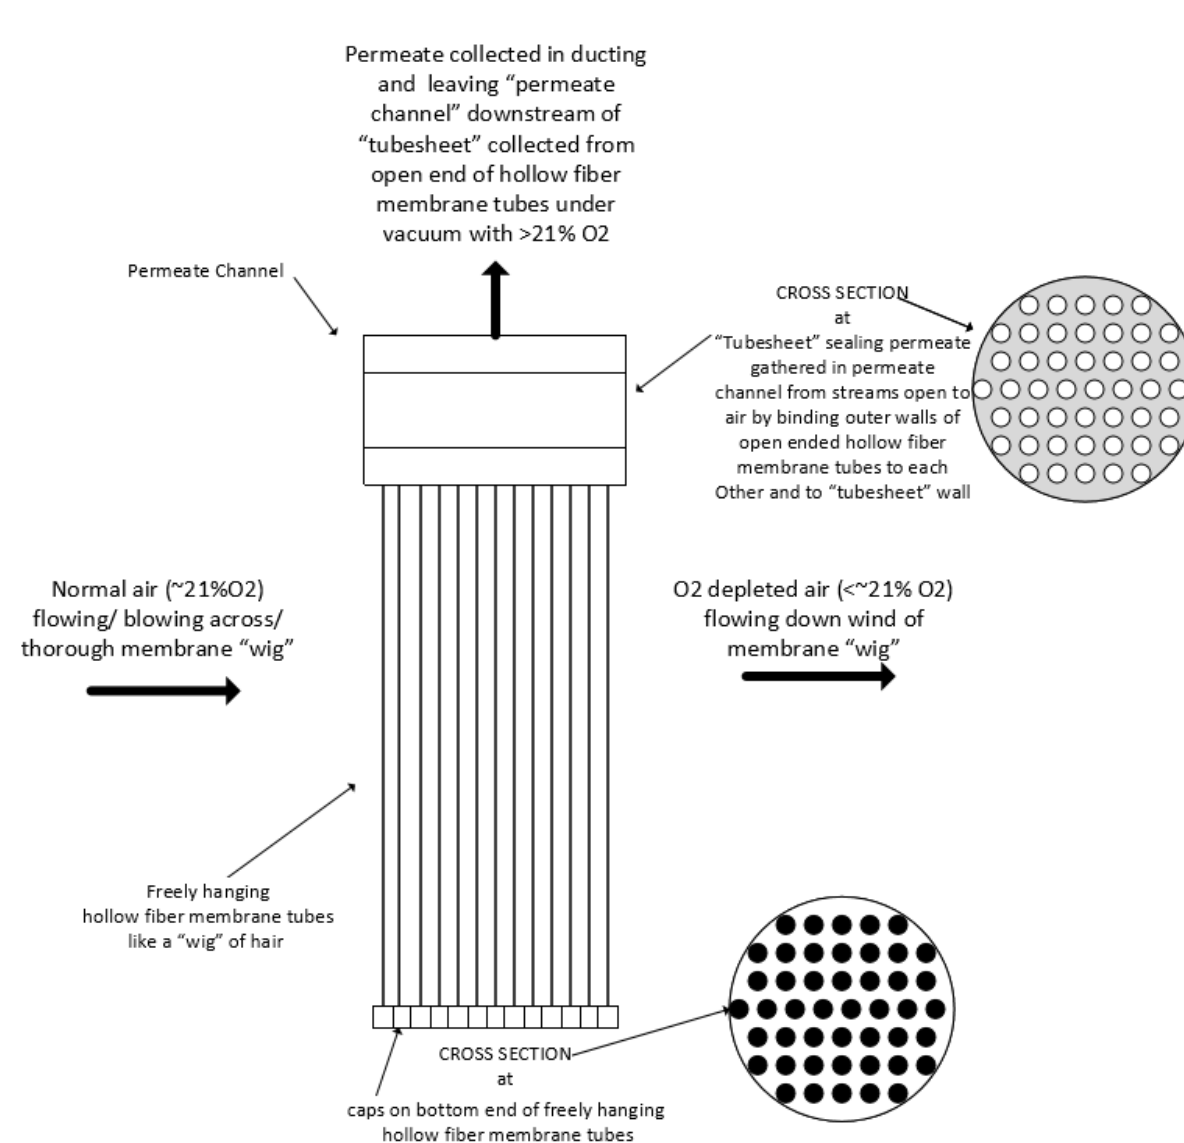 Permeate collected in ducting
and  leaving “permeate
channel” downstream of
“tubesheet” collected from
open end of hollow fiber
membrane tubes under
vacuum with >21% O2
Permeate Channel
CROSS SECTION
at
“Tubesheet” sealing permeate
gathered in permeate
channel from streams open to
air by binding outer walls of
open ended hollow fiber
membrane tubes to each
Other and to “tubesheet” wall
Normal air (~21%O2)
flowing/ blowing across/
thorough membrane “wig”
O2 depleted air (<~21% O2)
flowing down wind of
membrane “wig”
Freely hanging
hollow fiber membrane tubes
like a “wig” of hair
CROSS SECTION
at
caps on bottom end of freely hanging
hollow fiber membrane tubes